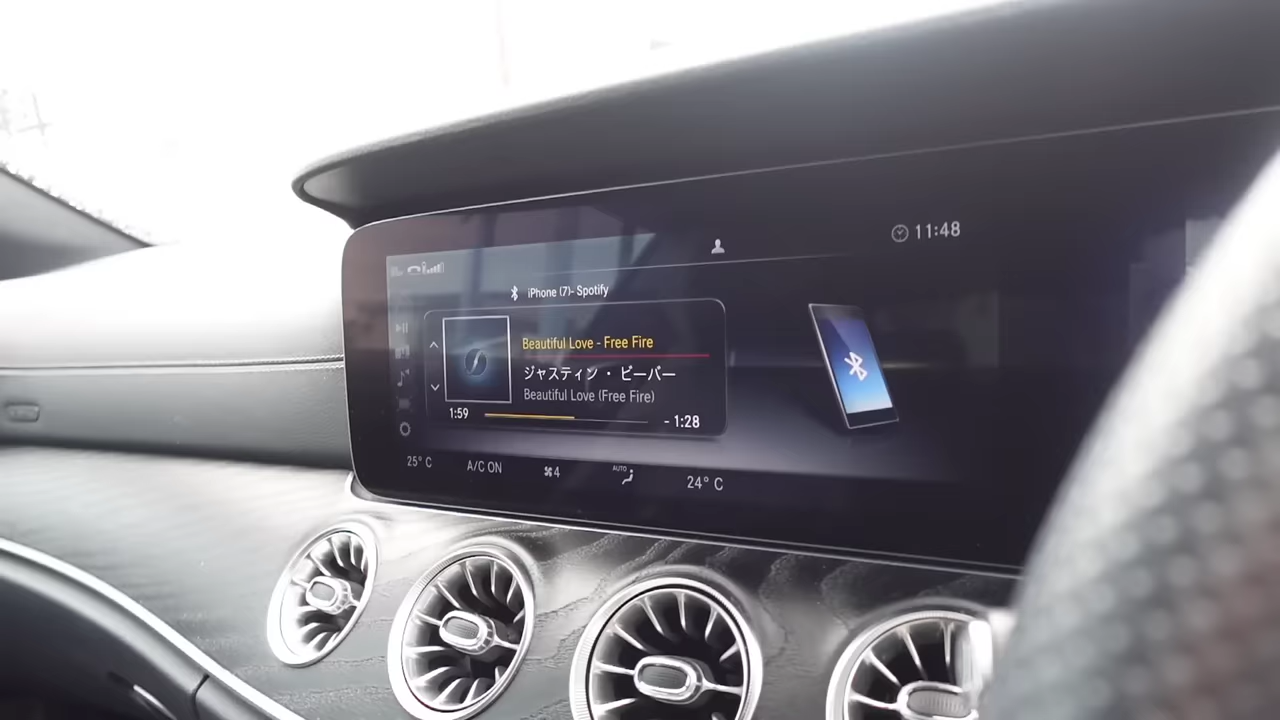 11:48
iPhone (7)- Spotify
Beautiful Love - Free Fire
ジャスティン ・ ビーバー
Beautiful Love (Free Fire)
1:59
- 1:28
25° C
A/C ON
4
AUTO
24° C